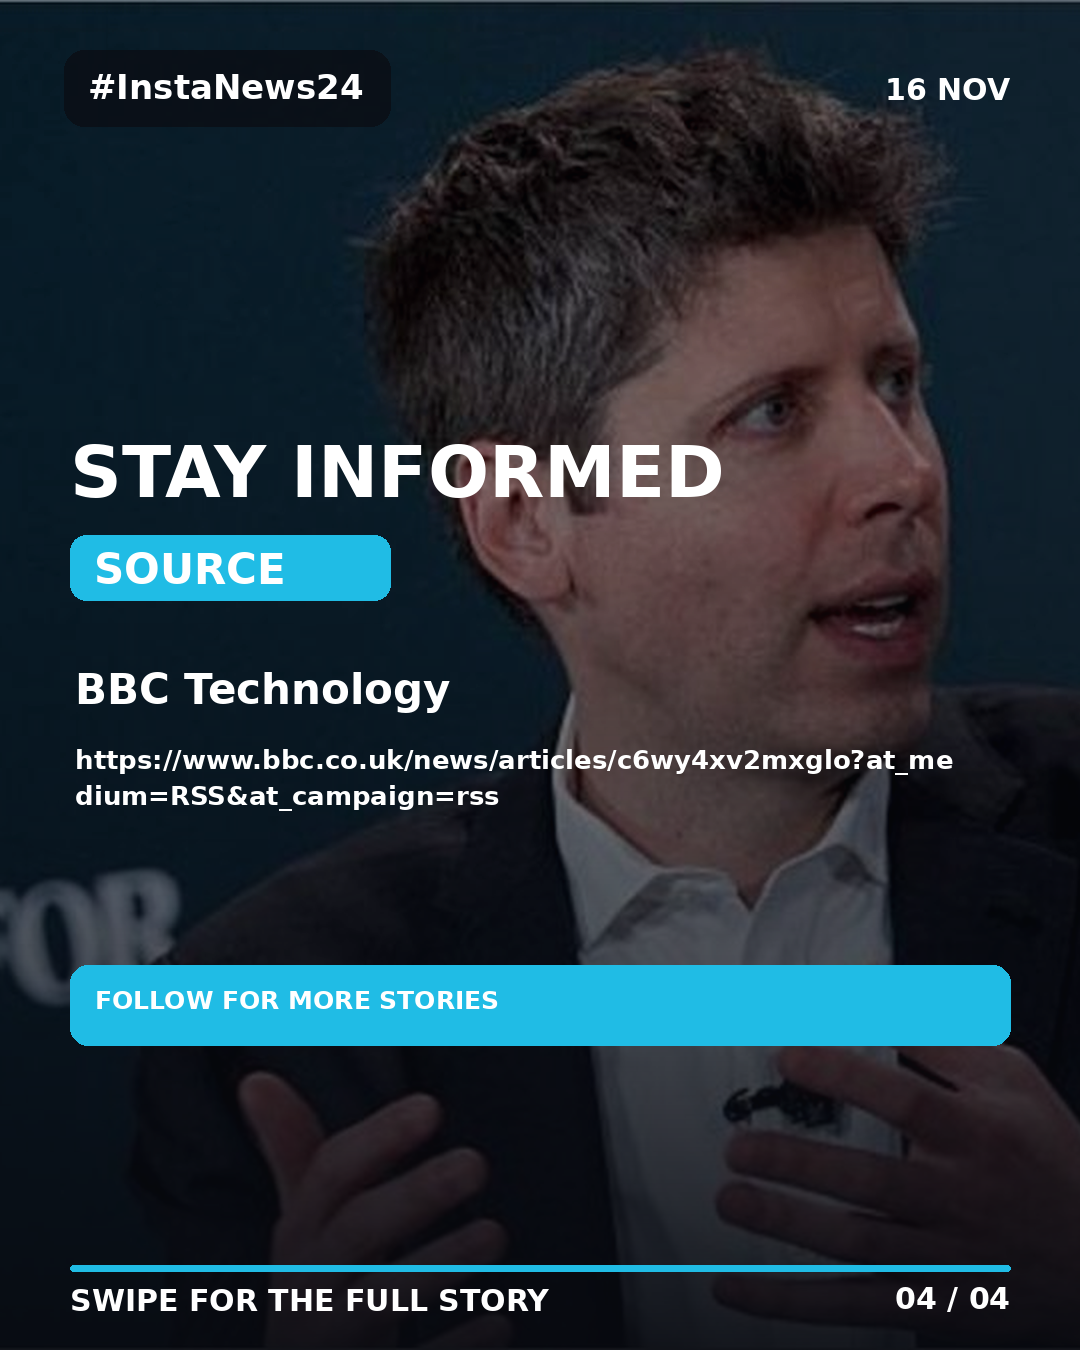 #InstaNews24
16 NOV
STAY INFORMED
SOURCE
BBC Technology
https://www.bbc.co.uk/news/articles/c6wy4xv2mxglo?at_me
dium=RSS&at_campaign=rss
FOR
FOLLOW FOR MORE STORIES
SWIPE FOR THE FULL STORY
04 / 04